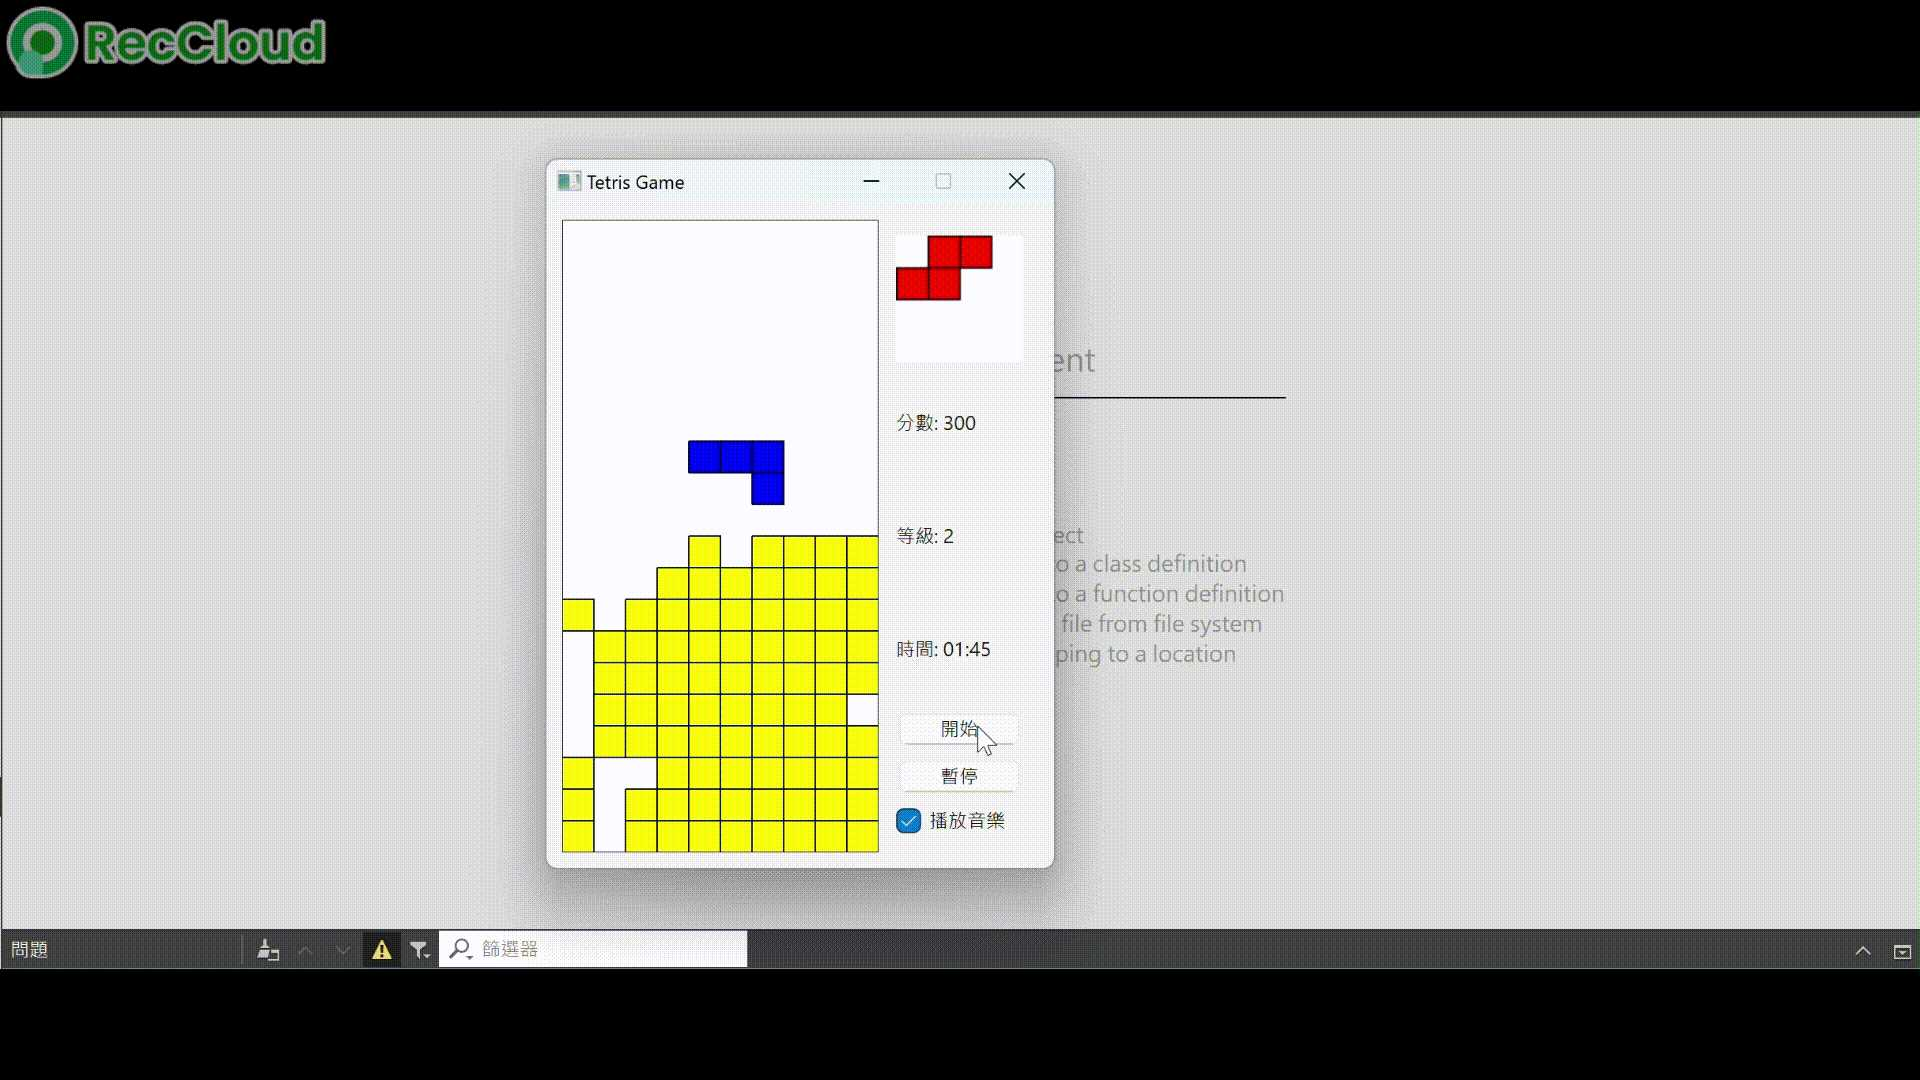 RecCloud
Tetris Game
分數: 300
等級: 2
時間: 01:45
開始
暫停
播放音樂
ent
ect
o a class definition
o a function definition
file from file system
ping to a location
問題
篩選器